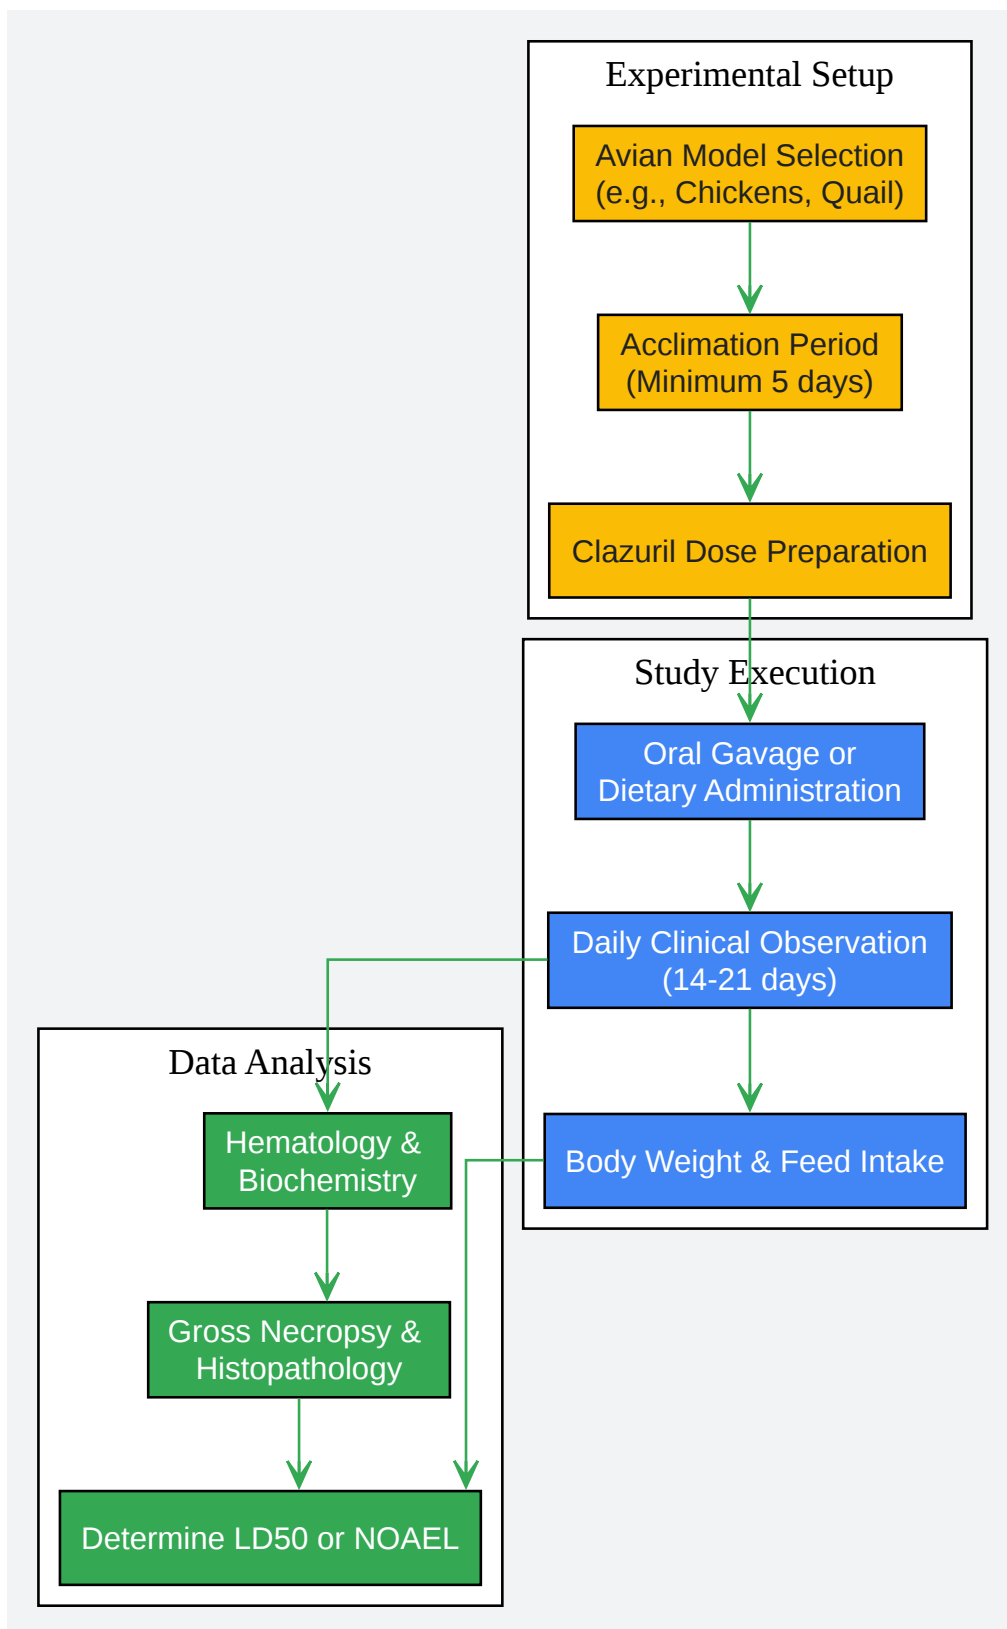 Experimental Setup
Avian Model Selection
(e.g., Chickens, Quail)
Acclimation Period
(Minimum 5 days)
Clazuril Dose Preparation
Study Execution
Oral Gavage or
Dietary Administration
Daily Clinical Observation
(14-21 days)
Body Weight & Feed Intake
Data Analysis
Hematology &
Biochemistry
Gross Necropsy &
Histopathology
Determine LD50 or NOAEL